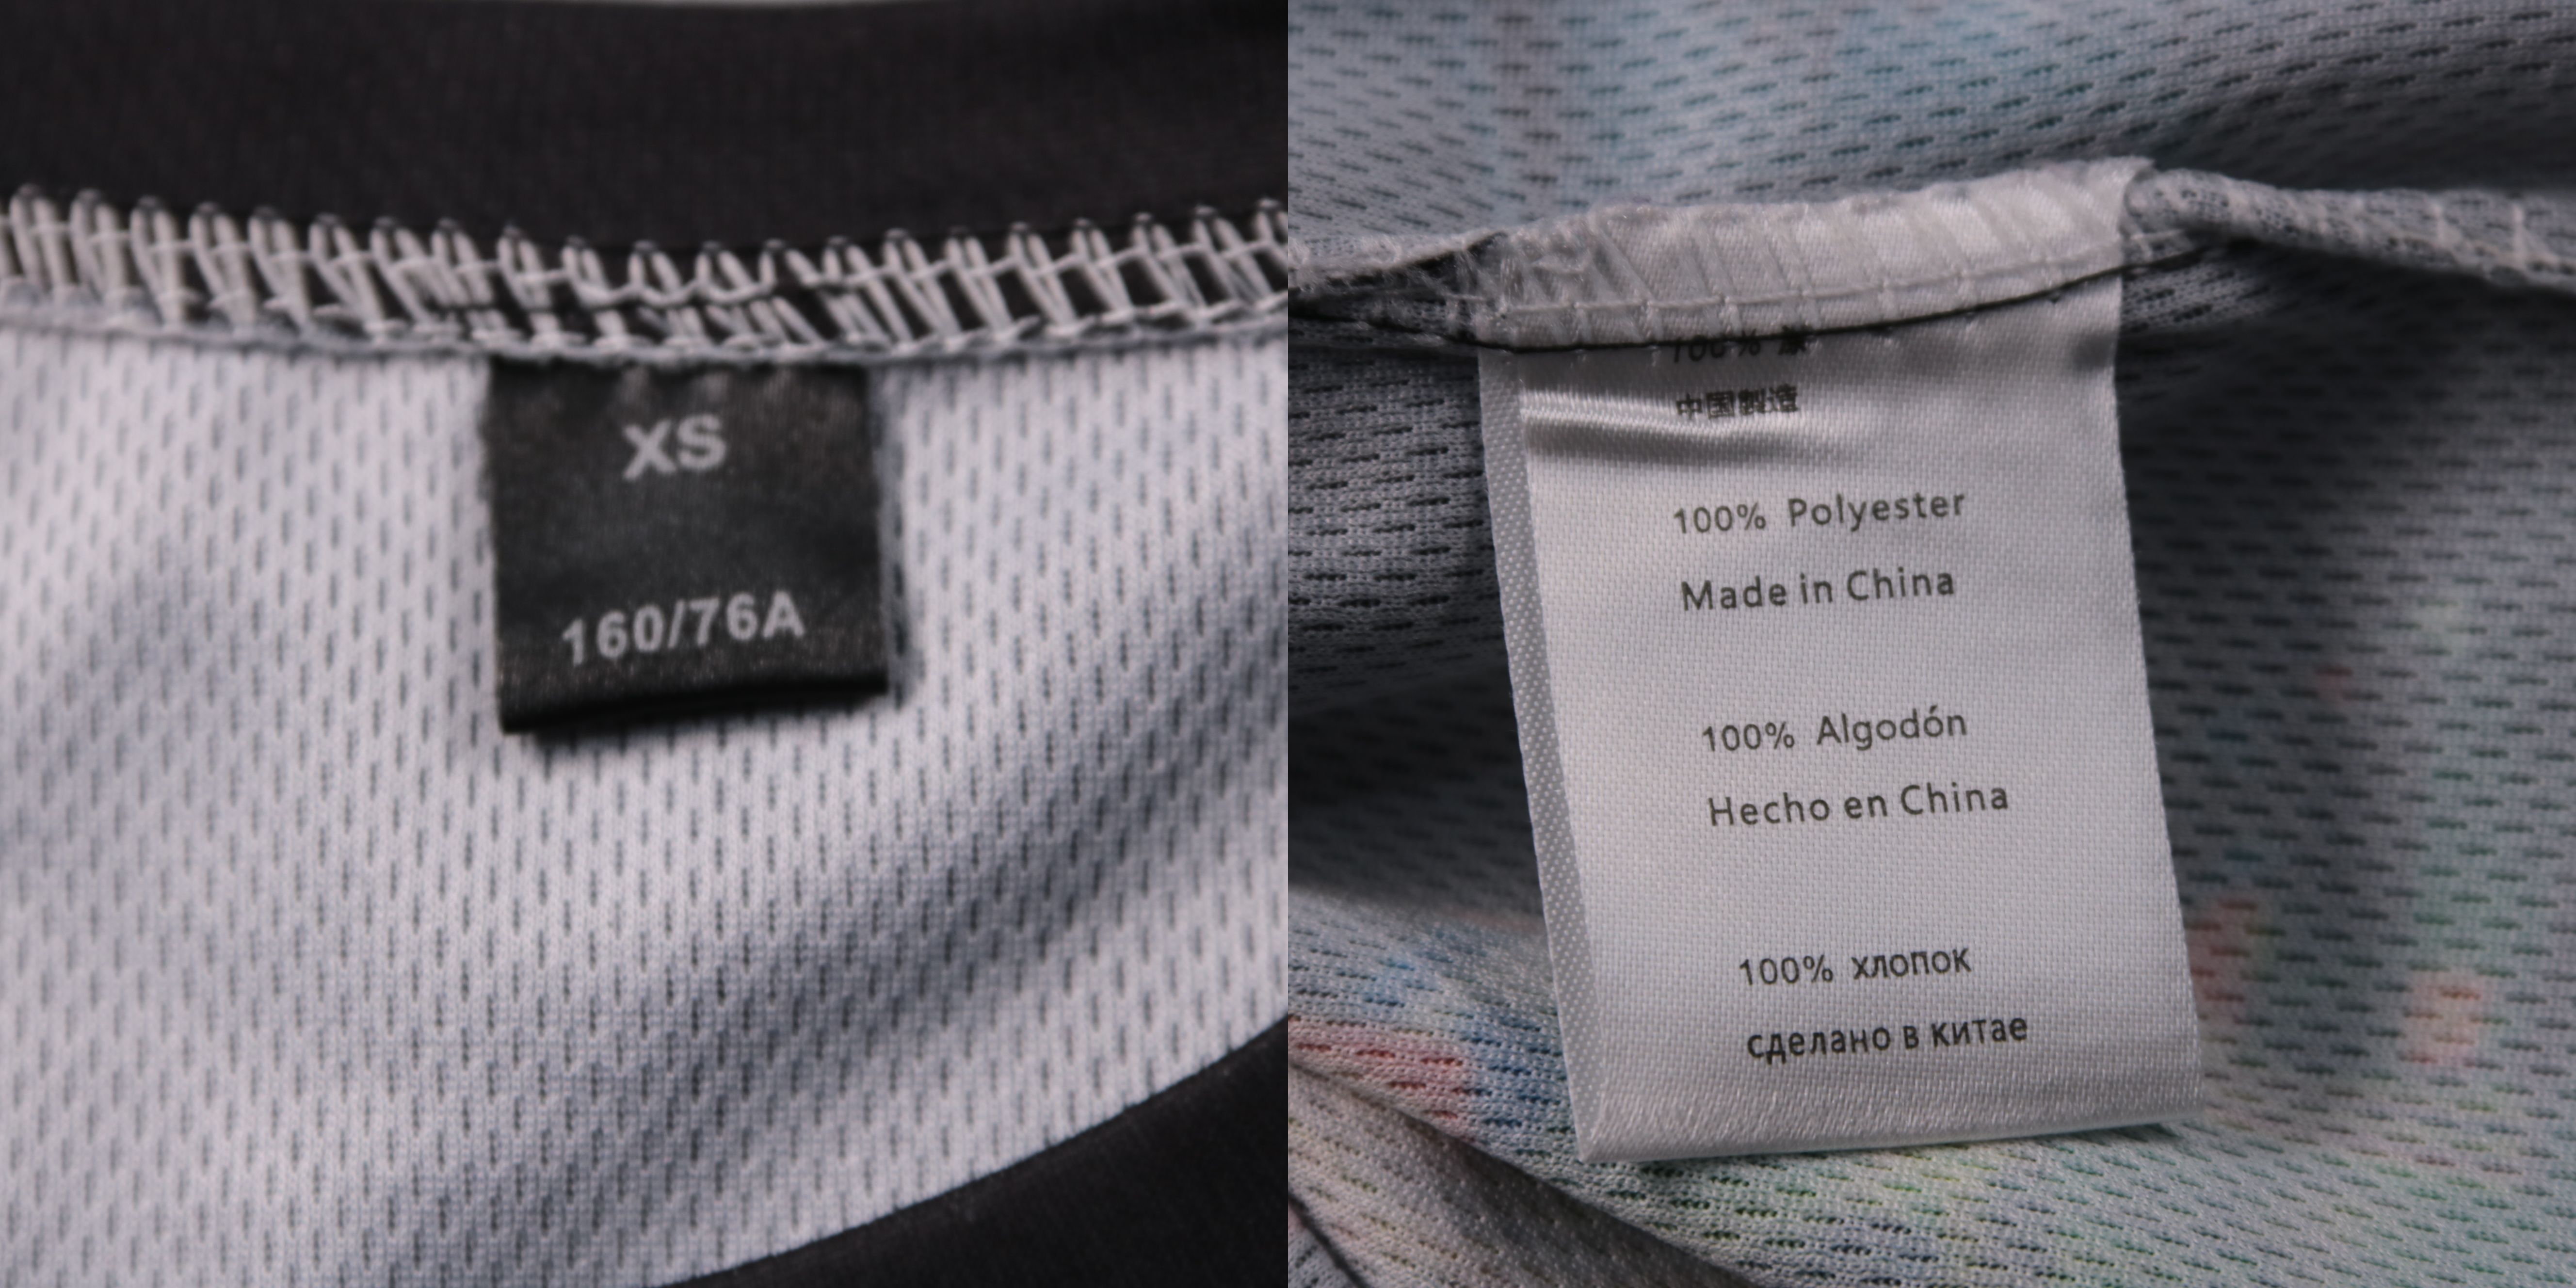 XS
160/76A
100%
中国製造
100% Polyester
Made in China
100% Algodón
Hecho en China
100% хлопок
сделано в китае